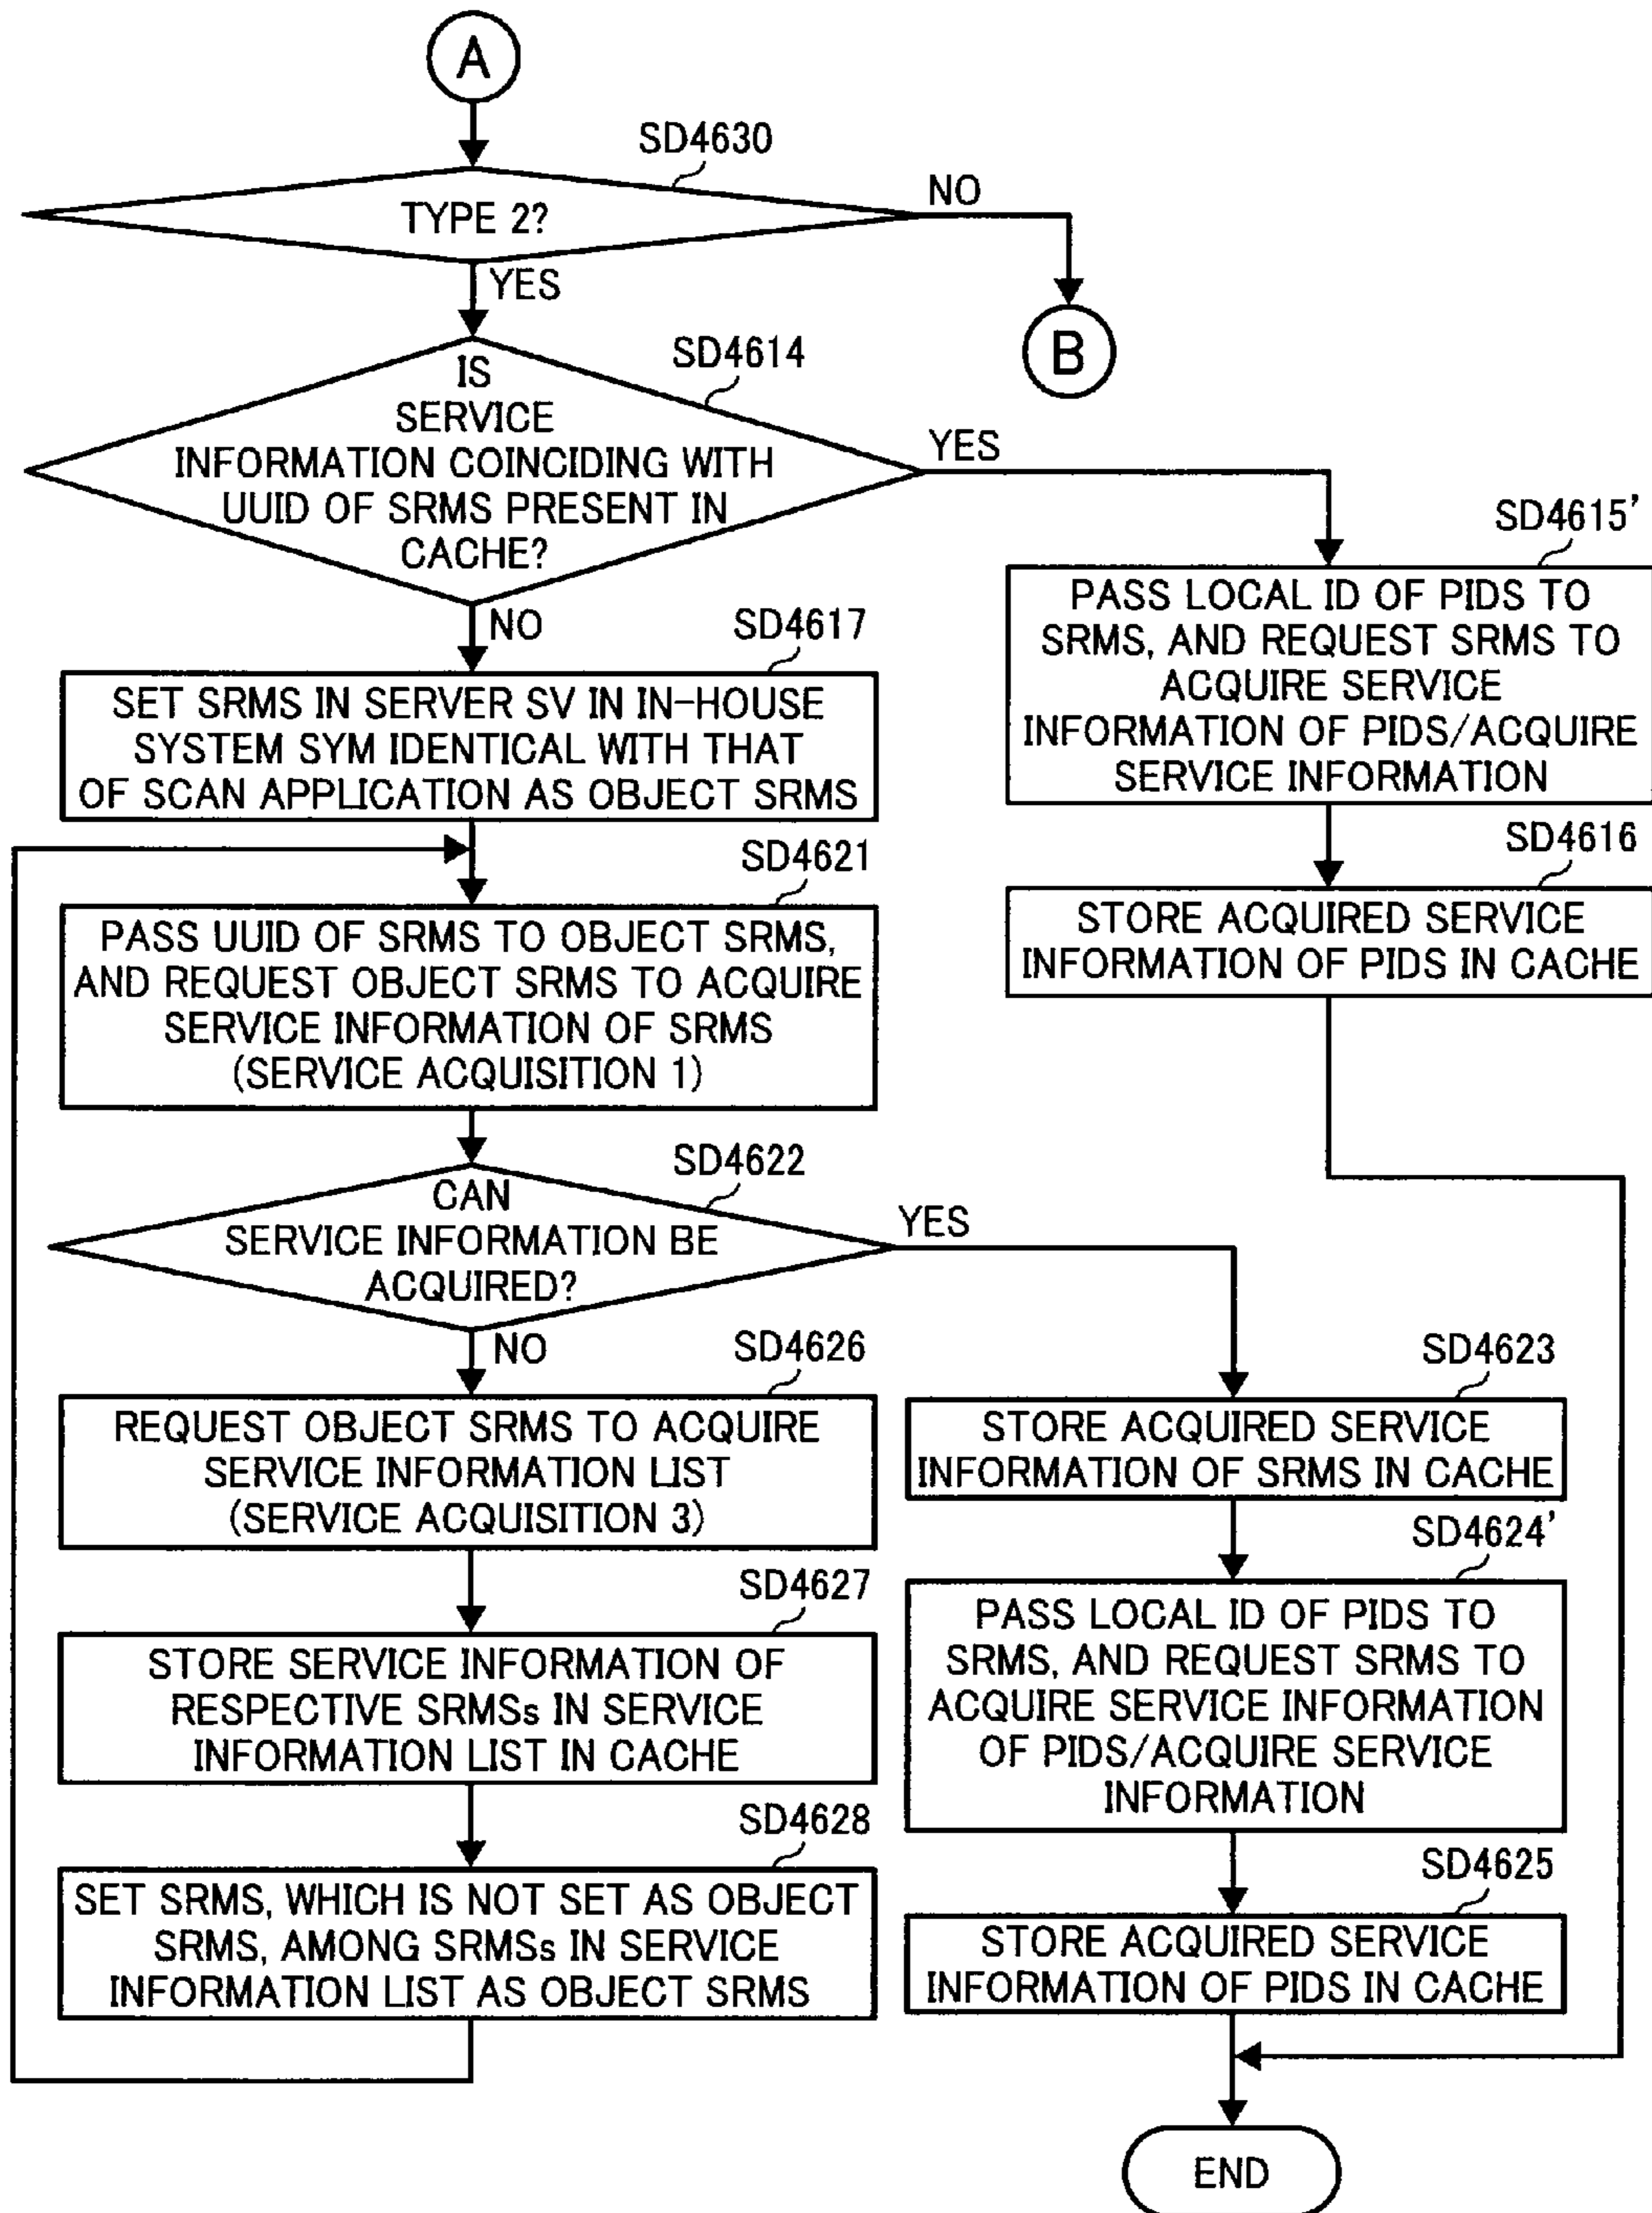 A
SD4630
TYPE 2?
NO
YES
B
SD4614
IS
SERVICE
INFORMATION COINCIDING WITH
UUID OF SRMS PRESENT IN
CACHE?
YES
NO
SD4615'
PASS LOCAL ID OF PIDS TO
SRMS, AND REQUEST SRMS TO
ACQUIRE SERVICE
INFORMATION OF PIDS/ACQUIRE
SERVICE INFORMATION
SD4617
SET SRMS IN SERVER SV IN IN-HOUSE
SYSTEM SYM IDENTICAL WITH THAT
OF SCAN APPLICATION AS OBJECT SRMS
SD4616
STORE ACQUIRED SERVICE
INFORMATION OF PIDS IN CACHE
SD4621
PASS UUID OF SRMS TO OBJECT SRMS,
AND REQUEST OBJECT SRMS TO ACQUIRE
SERVICE INFORMATION OF SRMS
(SERVICE ACQUISITION 1)
SD4622
CAN
SERVICE INFORMATION BE
ACQUIRED?
YES
NO
SD4626
REQUEST OBJECT SRMS TO ACQUIRE
SERVICE INFORMATION LIST
(SERVICE ACQUISITION 3)
SD4623
STORE ACQUIRED SERVICE
INFORMATION OF SRMS IN CACHE
SD4627
STORE SERVICE INFORMATION OF
RESPECTIVE SRMSs IN SERVICE
INFORMATION LIST IN CACHE
SD4624'
PASS LOCAL ID OF PIDS TO
SRMS, AND REQUEST SRMS TO
ACQUIRE SERVICE INFORMATION
OF PIDS/ACQUIRE SERVICE
INFORMATION
SD4628
SET SRMS, WHICH IS NOT SET AS OBJECT
SRMS, AMONG SRMSs IN SERVICE
INFORMATION LIST AS OBJECT SRMS
SD4625
STORE ACQUIRED SERVICE
INFORMATION OF PIDS IN CACHE
END